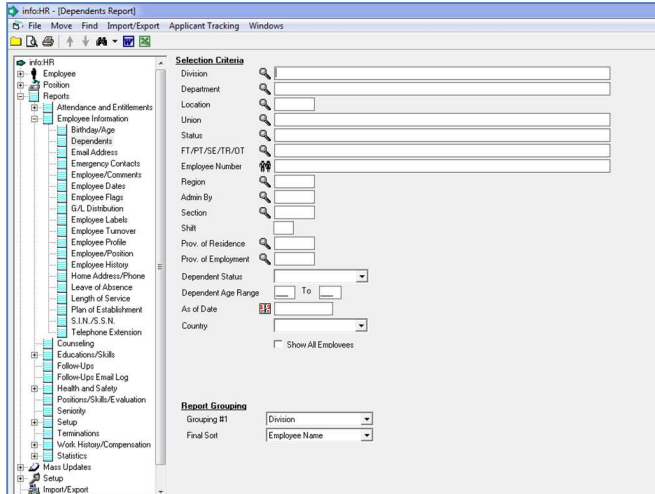 info:HR - [Dependents Report]
File Move Find Import/Export Applicant Tracking Windows
info:HR
Employee
Position
Reports
Attendance and Entitlements
Employee Information
Birthday/Age
Dependents
Email Address
Emergency Contacts
Employee/Comments
Employee Dates
Employee Flags
G/L Distribution
Employee Labels
Employee Turnover
Employee Profile
Employee/Position
Employee History
Home Address/Phone
Leave of Absence
Length of Service
Plan of Establishment
S.I.N./S.S.N.
Telephone Extension
Counseling
Educations/Skills
Follow-Ups
Follow-Ups Email Log
Health and Safety
Positions/Skills/Evaluation
Seniority
Setup
Terminations
Work History/Compensation
Statistics
Mass Updates
Setup
Import/Export
Selection Criteria
Division
Department
Location
Union
Status
FT/PT/SE/TR/OT
Employee Number
Region
Admin By
Section
Shift
Prov. of Residence
Prov. of Employment
Dependent Status
Dependent Age Range ___ To ___
As of Date
Country
Show All Employees
Report Grouping
Grouping #1 Division
Final Sort Employee Name